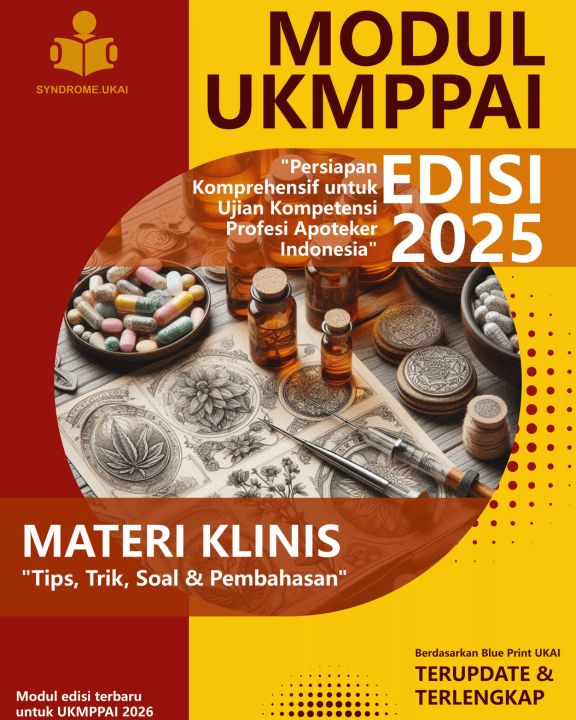 SYNDROME.UKAI
MODUL
UKMPPAI
"Persiapan
Komprehensif untuk
Ujian Kompetensi
Profesi Apoteker
Indonesia"
EDISI
2025
MATERI KLINIS
"Tips, Trik, Soal & Pembahasan"
Berdasarkan Blue Print UKAI
TERUPDATE &
TERLENGKAP
Modul edisi terbaru
untuk UKMPPAI 2026